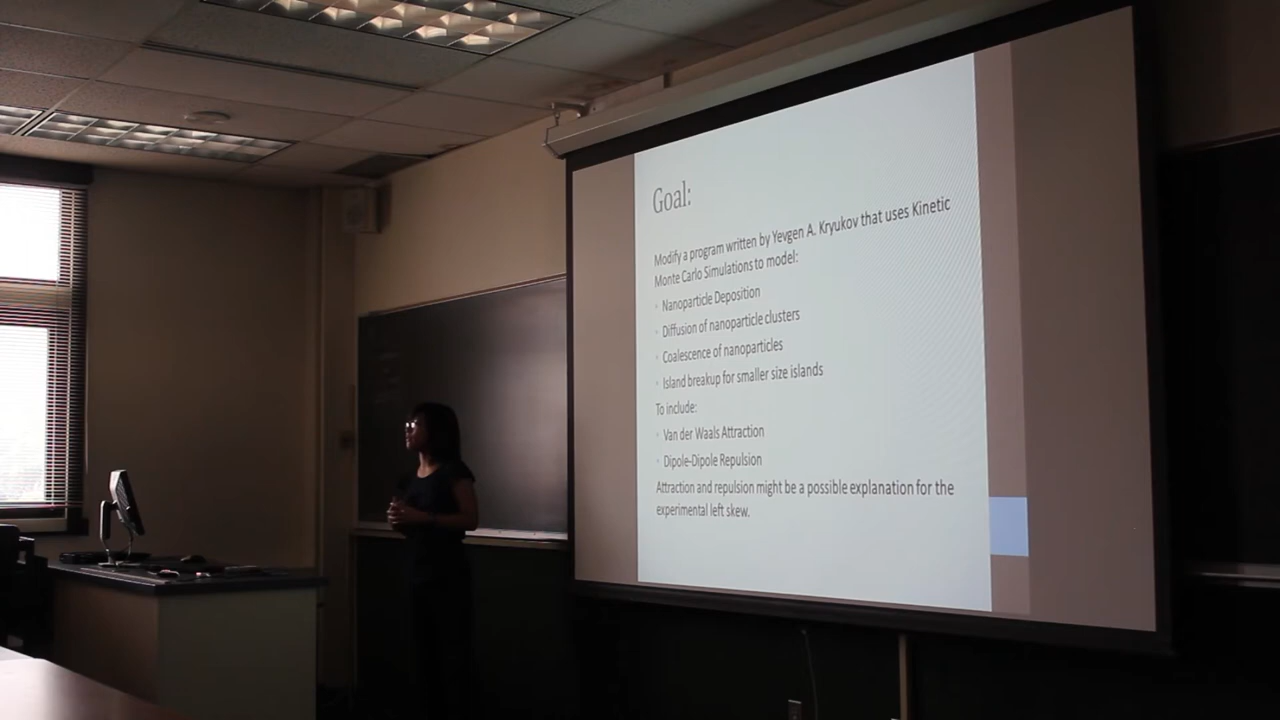 Goal:
Modify a program written by Yevgen A. Kryukov that uses Kinetic
Monte Carlo Simulations to model:
• Nanoparticle Deposition
• Diffusion of nanoparticle clusters
• Coalescence of nanoparticles
• Island breakup for smaller size islands
To include:
• Van der Waals Attraction
• Dipole-Dipole Repulsion
Attraction and repulsion might be a possible explanation for the
experimental left skew.